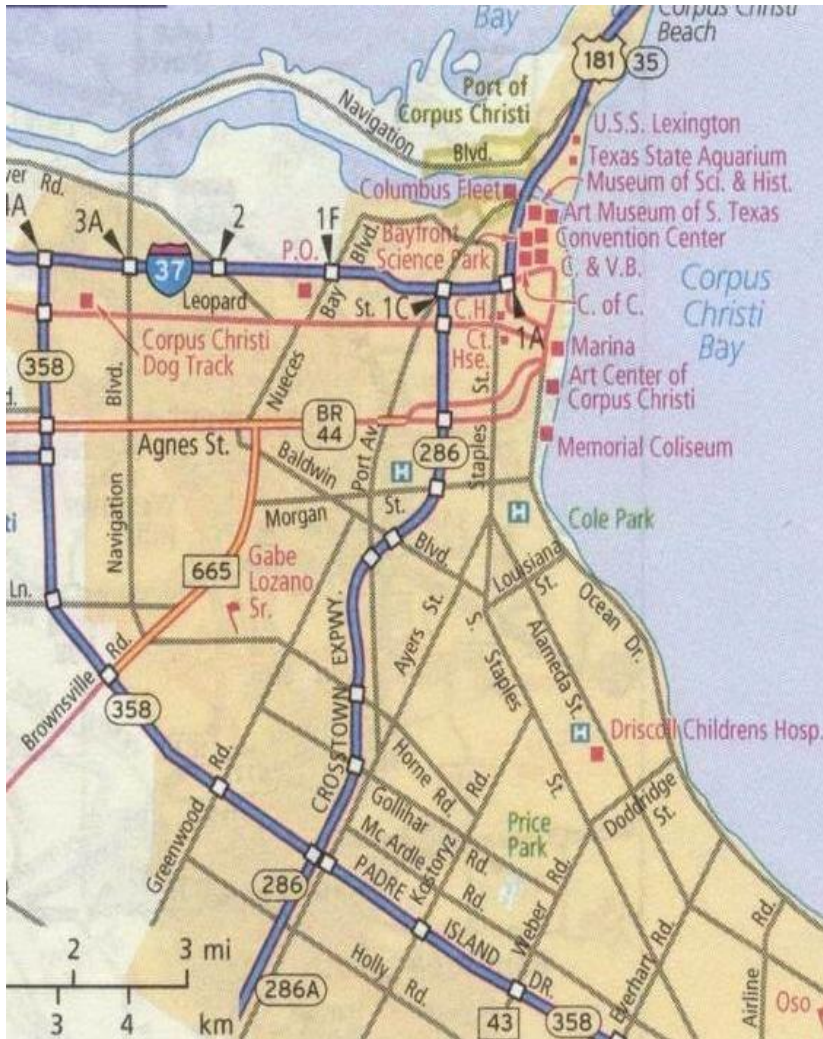 Corpus Christi
Beach
Bay
181
35
Port of
Corpus Christi
Navigation
Blvd.
U.S.S. Lexington
Texas State Aquarium
Museum of Sci. & Hist.
Columbus Fleet
Art Museum of S. Texas
Convention Center
Bayfront
Science Park
C. & V.B.
C. of C.
Corpus
Christi
Bay
Rd.
3A
2
1F
P.O.
Blvd.
Bay
Nueces
37
Leopard
St.
1C
C.H.
1A
Ct.
Hse.
St.
Staples
Marina
Art Center of
Corpus Christi
Memorial Coliseum
Corpus Christi
Dog Track
358
Blvd.
Navigation
BR
44
Agnes St.
Port Av.
286
H
Baldwin
Blvd.
Morgan
St.
H
Cole Park
665
Gabe
Lozano
Sr.
Ln.
Louisiana
St.
Ocean Dr.
Ayers St.
S.
Staples
St.
Alameda St.
Brownsville Rd.
358
CROSSTOWN EXPWY.
H
Driscoll Childrens Hosp.
Horne Rd.
Rd.
Gollihar
Rd.
Mc Ardle
Rd.
Kostoryz
Price
Park
Doddridge
St.
Greenwood Rd.
286
PADRE
ISLAND
DR.
Weber Rd.
Everhart Rd.
Airline
Rd.
Holly
Rd.
286A
43
358
Oso
2
3 mi
3
4
km